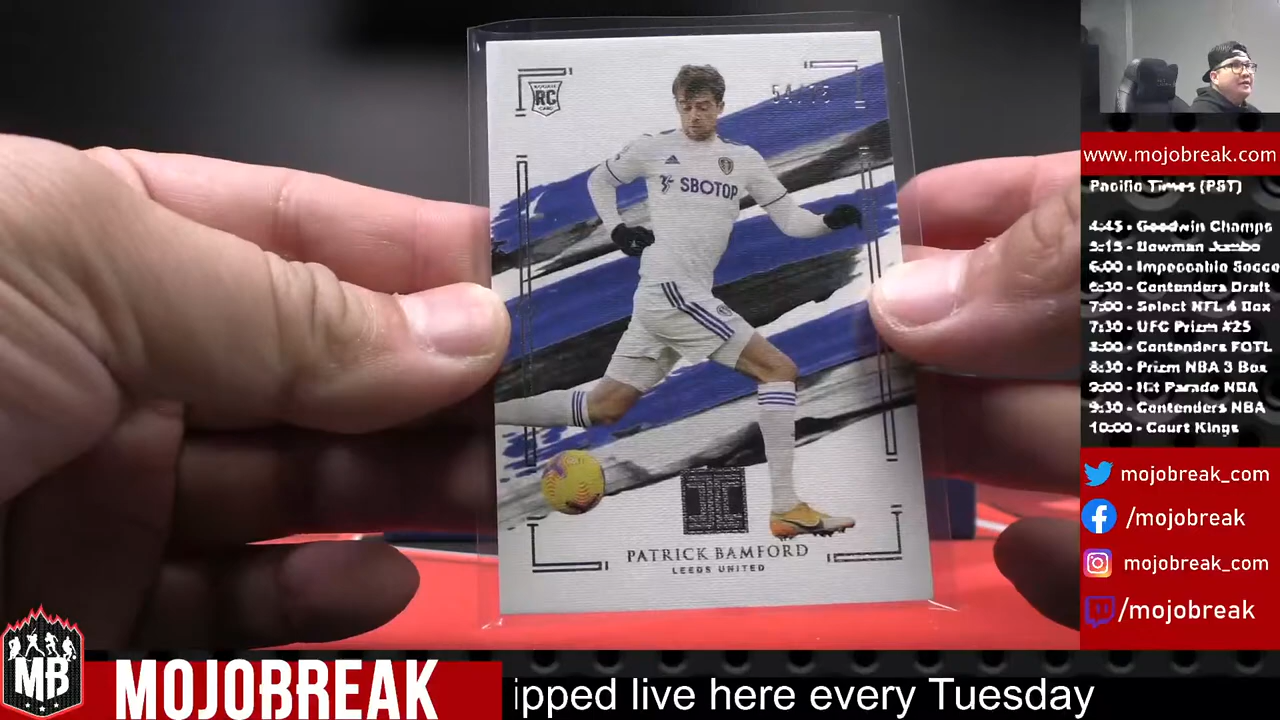 ROOKIE
RC
CARD
SBOTOP
PATRICK BAMFORD
LEEDS UNITED
www.mojobreak.com
Pacific Times (PST)
4:45 - Goodwin Champs
5:15 - Bowman Jumbo
6:00 - Impeccable Socce
6:30 - Contenders Draft
7:00 - Select NFL 4 Box
7:30 - UFC Prizm #25
8:00 - Contenders FOTL
8:30 - Prizm NBA 3 Box
9:00 - Hit Parade NBA
9:30 - Contenders NBA
10:00 - Court Kings
mojobreak_com
/mojobreak
mojobreak_com
/mojobreak
MB
MOJOBREAK
ipped live here every Tuesday